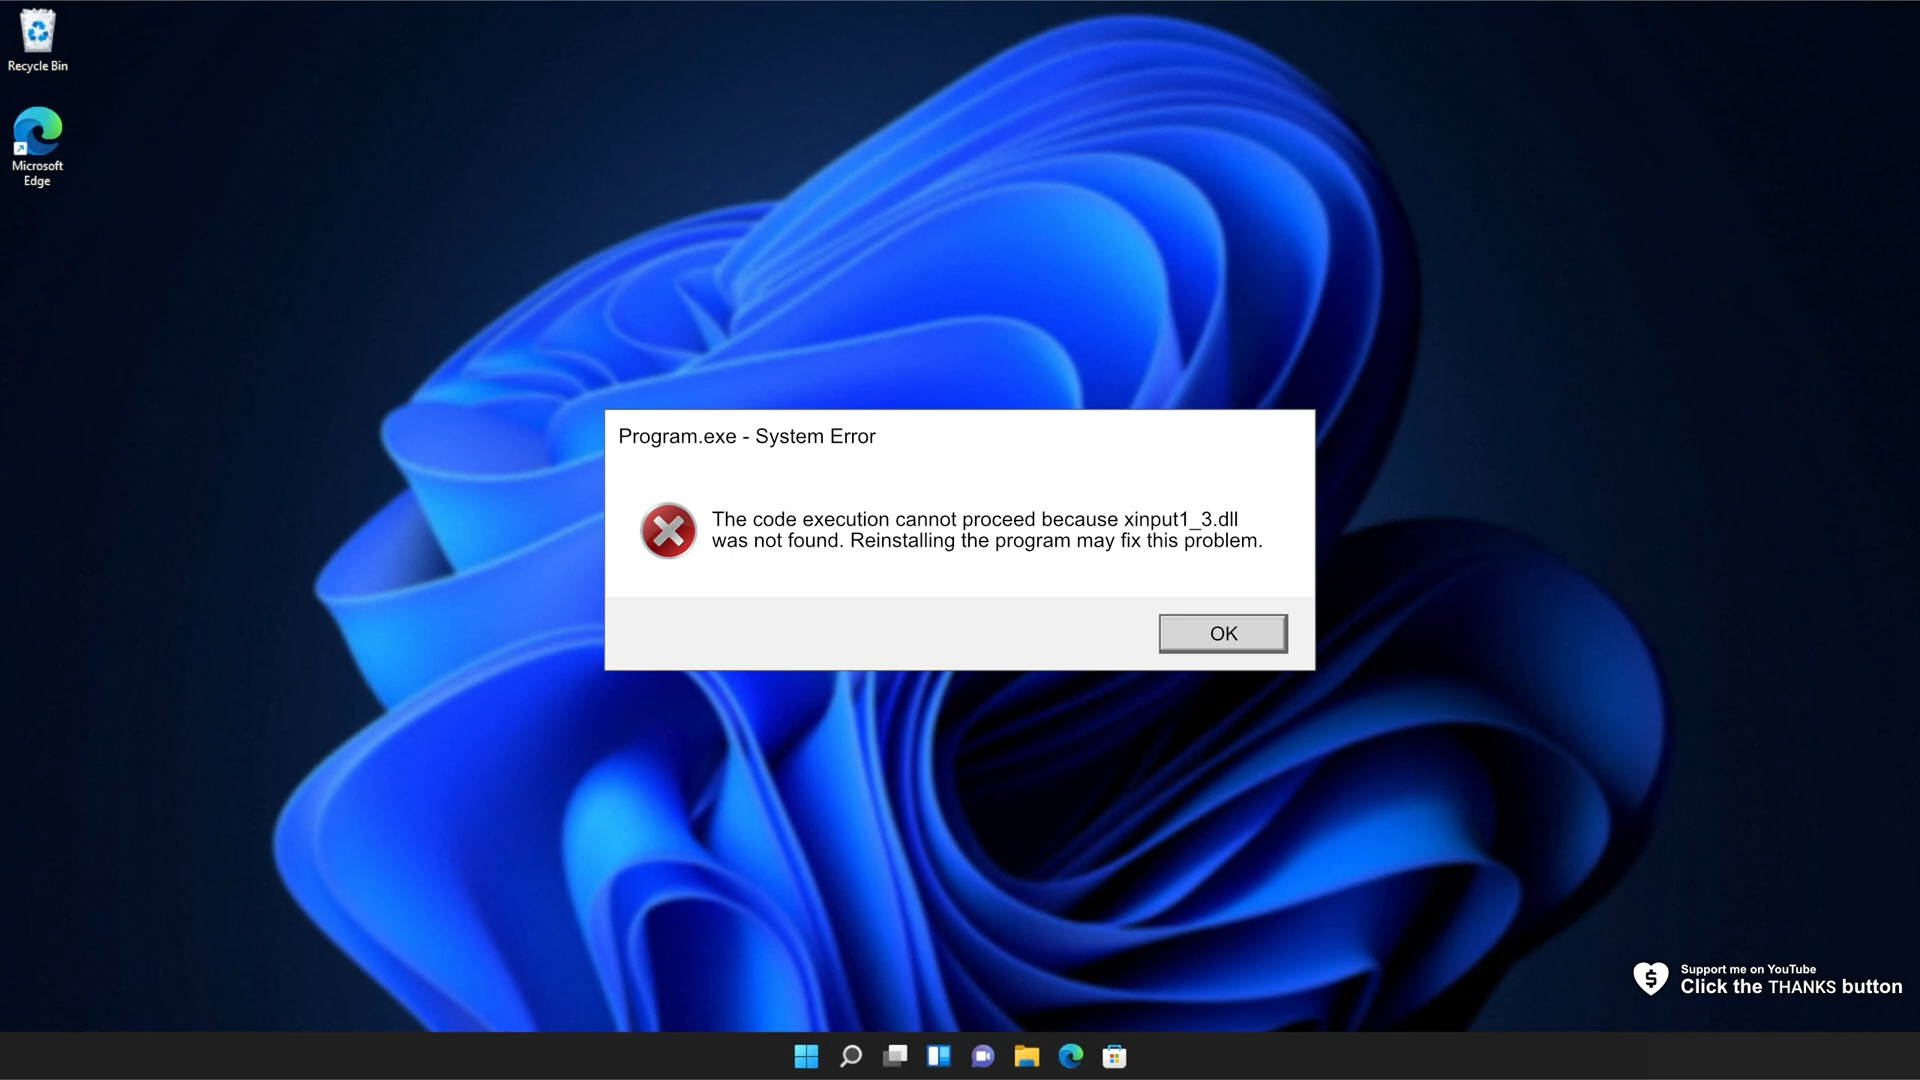 Recycle Bin
Microsoft
Edge
Program.exe - System Error
The code execution cannot proceed because xinput1_3.dll
was not found. Reinstalling the program may fix this problem.
OK
Support me on YouTube
Click the THANKS button